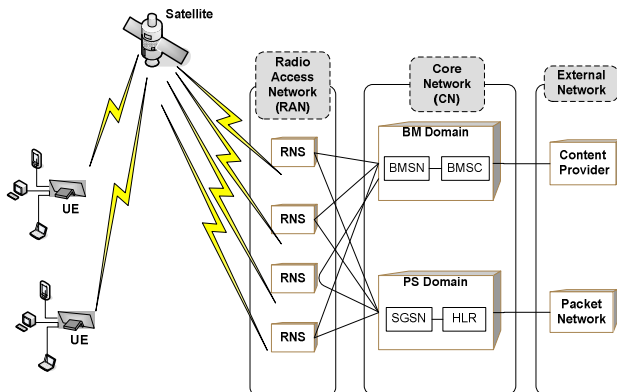 Satellite
Radio
Access
Network
(RAN)
Core
Network
(CN)
External
Network
RNS
RNS
RNS
RNS
BM Domain
BMSN
BMSC
Content
Provider
PS Domain
SGSN
HLR
Packet
Network
UE
UE